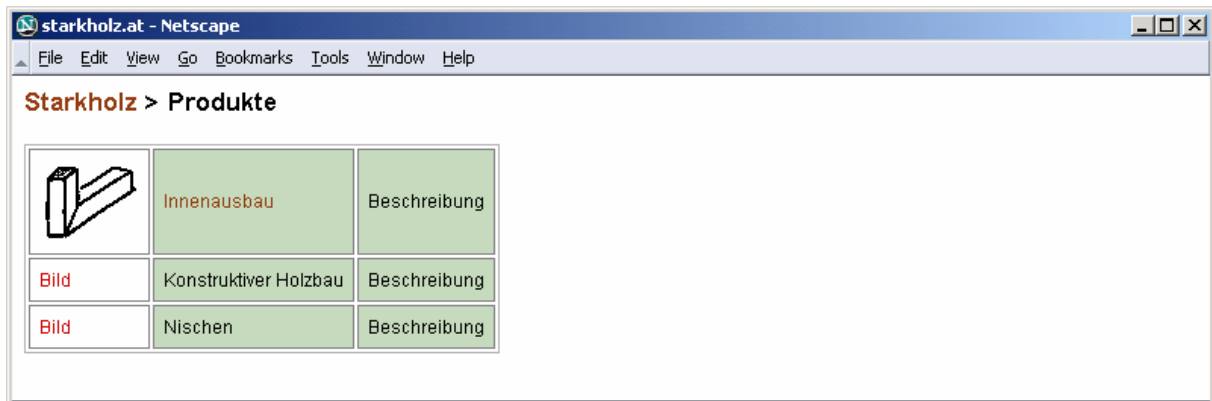 starkholz.at - Netscape
File Edit View Go Bookmarks Tools Window Help
Starkholz > Produkte
Innenausbau Beschreibung
Bild Konstruktiver Holzbau Beschreibung
Bild Nischen Beschreibung